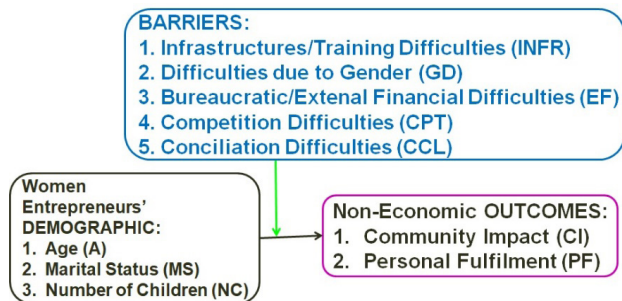 BARRIERS:
1. Infrastructures/Training Difficulties (INFR)
2. Difficulties due to Gender (GD)
3. Bureaucratic/Extenal Financial Difficulties (EF)
4. Competition Difficulties (CPT)
5. Conciliation Difficulties (CCL)
Women
Entrepreneurs’
DEMOGRAPHIC:
1. Age (A)
2. Marital Status (MS)
3. Number of Children (NC)
Non-Economic OUTCOMES:
1. Community Impact (CI)
2. Personal Fulfilment (PF)